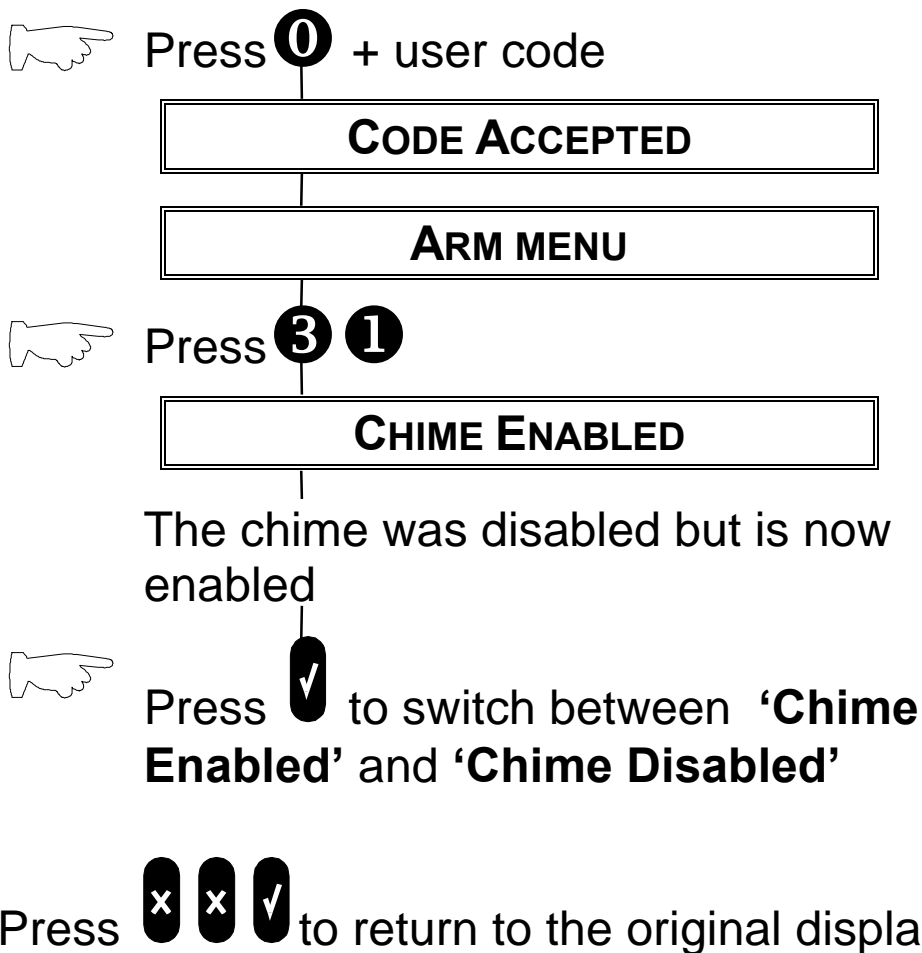 Press 0 + user code
CODE ACCEPTED
ARM MENU
Press 3 1
CHIME ENABLED
The chime was disabled but is now
enabled
Press √ to switch between ‘Chime
Enabled’ and ‘Chime Disabled’
Press × × √ to return to the original displa